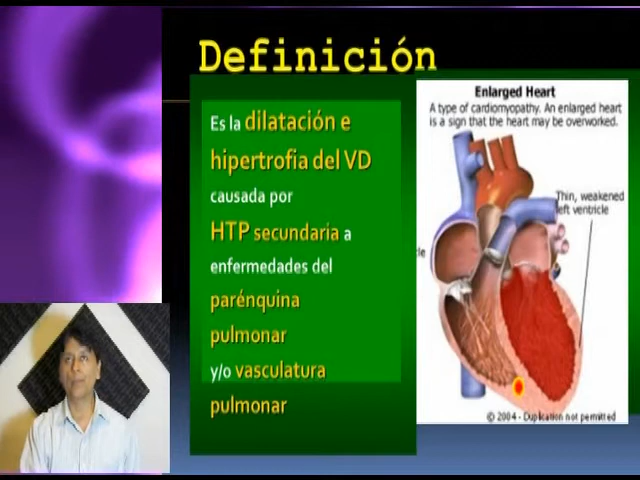 Definición
Es la dilatación e
hipertrofia del VD
causada por
HTP secundaria a
enfermedades del
parénquina
pulmonar
y/o vasculatura
pulmonar
Enlarged Heart
A type of cardiomyopathy. An enlarged heart
is a sign that the heart may be overworked.
Thin, weakened
left ventricle
cle
© 2004 - Duplication not permitted